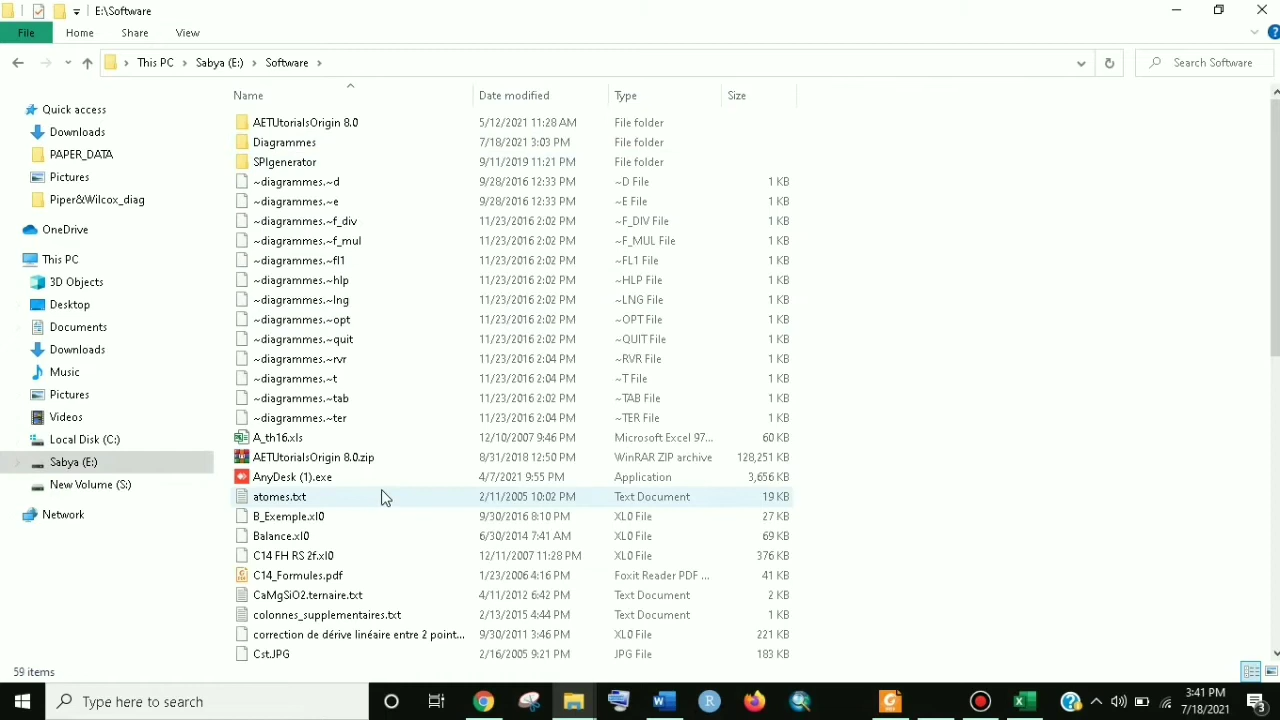 E:\Software
File Home Share View
This PC Sabya (E:) Software Search Software
Name Date modified Type Size
Quick access
Downloads
PAPER_DATA
Pictures
Piper&Wilcox_diag
OneDrive
This PC
3D Objects
Desktop
Documents
Downloads
Music
Pictures
Videos
Local Disk (C:)
Sabya (E:)
New Volume (S:)
Network
AETUtorialsOrigin 8.0 5/12/2021 11:28 AM File folder
Diagrammes 7/18/2021 3:03 PM File folder
SPIgenerator 9/11/2019 11:21 PM File folder
~diagrammes.~d 9/28/2016 12:33 PM ~D File 1 KB
~diagrammes.~e 9/28/2016 12:33 PM ~E File 1 KB
~diagrammes.~f_div 11/23/2016 2:02 PM ~F_DIV File 1 KB
~diagrammes.~f_mul 11/23/2016 2:02 PM ~F_MUL File 1 KB
~diagrammes.~fl1 11/23/2016 2:02 PM ~FL1 File 1 KB
~diagrammes.~hlp 11/23/2016 2:02 PM ~HLP File 1 KB
~diagrammes.~lng 11/23/2016 2:02 PM ~LNG File 1 KB
~diagrammes.~opt 11/23/2016 2:02 PM ~OPT File 1 KB
~diagrammes.~quit 11/23/2016 2:02 PM ~QUIT File 1 KB
~diagrammes.~rvr 11/23/2016 2:04 PM ~RVR File 1 KB
~diagrammes.~t 11/23/2016 2:04 PM ~T File 1 KB
~diagrammes.~tab 11/23/2016 2:02 PM ~TAB File 1 KB
~diagrammes.~ter 11/23/2016 2:04 PM ~TER File 1 KB
A_th16.xls 12/10/2007 9:46 PM Microsoft Excel 97... 60 KB
AETUtorialsOrigin 8.0.zip 8/31/2018 12:50 PM WinRAR ZIP archive 128,251 KB
AnyDesk (1).exe 4/7/2021 9:55 PM Application 3,656 KB
atomes.txt 2/11/2005 10:02 PM Text Document 19 KB
B_Exemple.xl0 9/30/2016 8:10 PM XL0 File 27 KB
Balance.xl0 6/30/2014 7:41 AM XL0 File 69 KB
C14 FH RS 2f.xl0 12/11/2007 11:28 PM XL0 File 376 KB
C14_Formules.pdf 1/23/2006 4:16 PM Foxit Reader PDF ... 41 KB
CaMgSiO2.ternaire.txt 4/11/2012 6:42 PM Text Document 2 KB
colonnes_supplementaires.txt 2/13/2015 4:44 PM Text Document 1 KB
correction de dérive linéaire entre 2 point... 9/30/2011 3:46 PM XL0 File 221 KB
Cst.JPG 2/16/2005 9:21 PM JPG File 183 KB
59 items
Type here to search
3:41 PM
7/18/2021
3